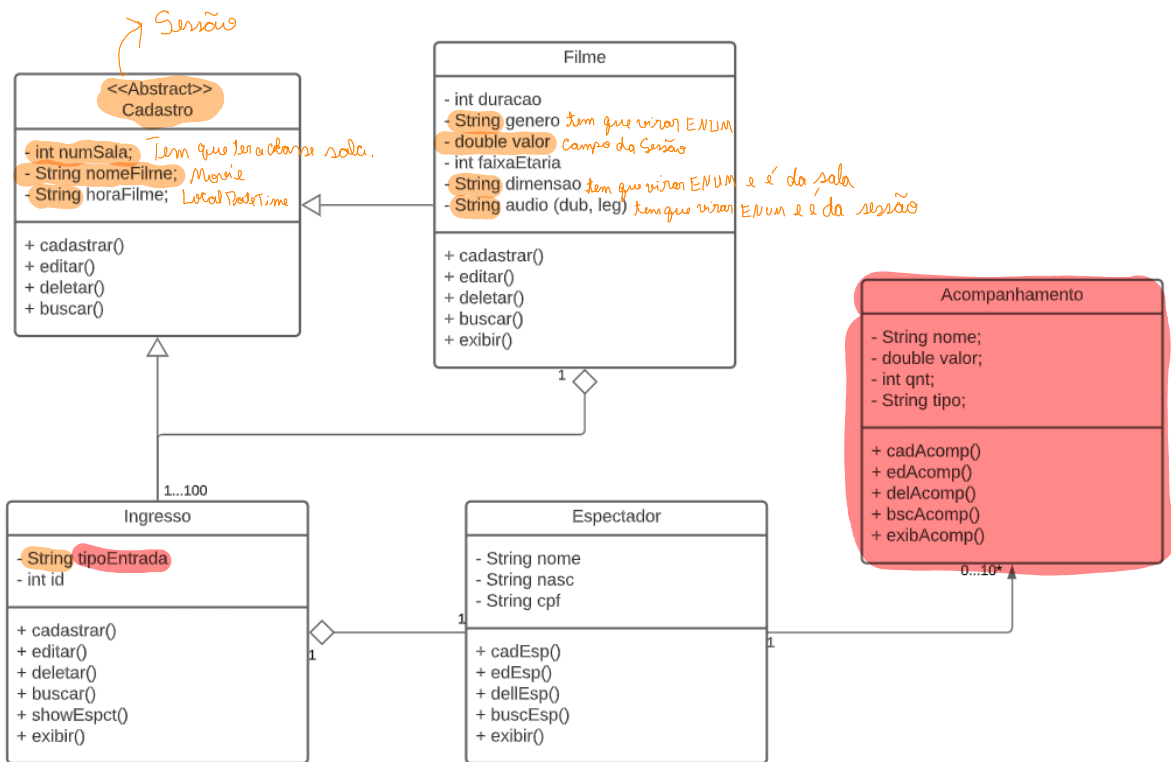 Sessão
<<Abstract>>
Cadastro
- int numSala; Tem que ter a classe sala.
- String nomeFilme; Movie
- String horaFilme; LocalDateTime
+ cadastrar()
+ editar()
+ deletar()
+ buscar()
Filme
- int duracao
- String genero tem que virar ENUM
- double valor Campo da Sessão
- int faixaEtaria
- String dimensao tem que virar ENUM e é da sala
- String audio (dub, leg) tem que virar ENUM e é da sessão
+ cadastrar()
+ editar()
+ deletar()
+ buscar()
+ exibir()
1
1...100
Acompanhamento
- String nome;
- double valor;
- int qnt;
- String tipo;
+ cadAcomp()
+ edAcomp()
+ delAcomp()
+ bscAcomp()
+ exibAcomp()
0...10*
Ingresso
- String tipoEntrada
- int id
+ cadastrar()
+ editar()
+ deletar()
+ buscar()
+ showEspct()
+ exibir()
1
1
Espectador
- String nome
- String nasc
- String cpf
+ cadEsp()
+ edEsp()
+ dellEsp()
+ buscEsp()
+ exibir()
1